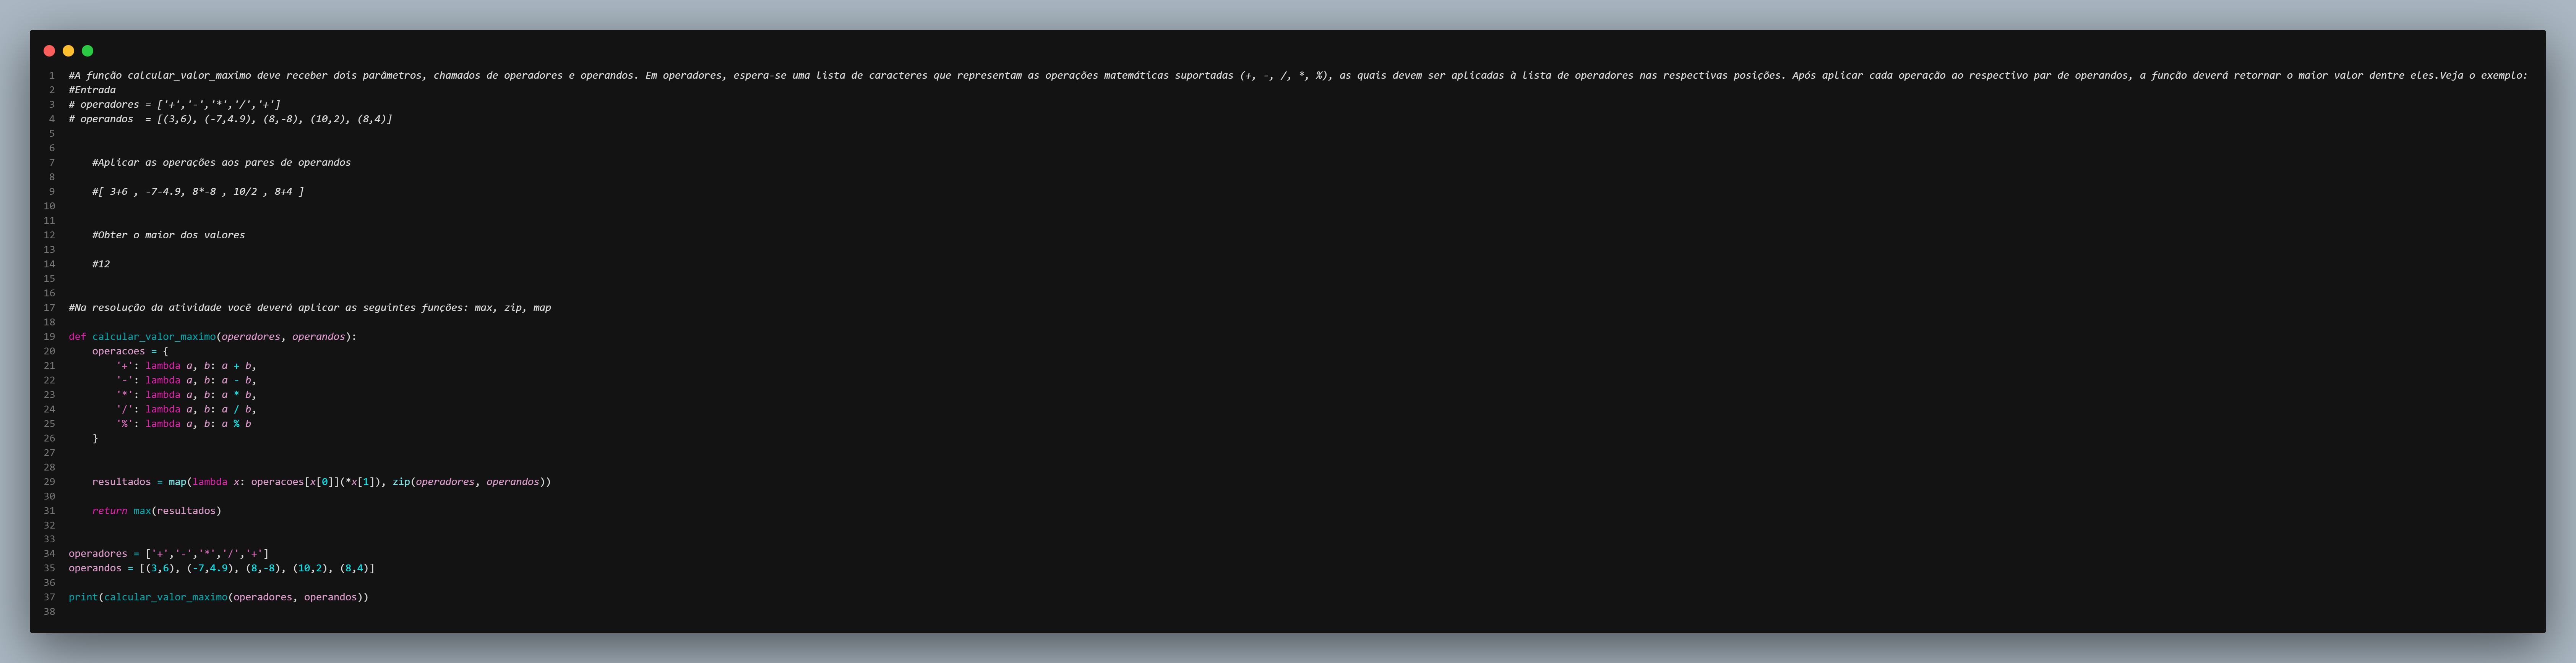 1 #A função calcular_valor_maximo deve receber dois parâmetros, chamados de operadores e operandos. Em operadores, espera-se uma lista de caracteres que representam as operações matemáticas suportadas (+, -, /, *, %), as quais devem ser aplicadas à lista de operadores nas respectivas posições. Após aplicar cada operação ao respectivo par de operandos, a função deverá retornar o maior valor dentre eles.Veja o exemplo:
2 #Entrada
3 # operadores = ['+','-','*','/','+']
4 # operandos  = [(3,6), (-7,4.9), (8,-8), (10,2), (8,4)]
5
6
7     #Aplicar as operações aos pares de operandos
8
9     #[ 3+6 , -7-4.9, 8*-8 , 10/2 , 8+4 ]
10
11
12     #Obter o maior dos valores
13
14     #12
15
16
17 #Na resolução da atividade você deverá aplicar as seguintes funções: max, zip, map
18
19 def calcular_valor_maximo(operadores, operandos):
20     operacoes = {
21         '+': lambda a, b: a + b,
22         '-': lambda a, b: a - b,
23         '*': lambda a, b: a * b,
24         '/': lambda a, b: a / b,
25         '%': lambda a, b: a % b
26     }
27
28
29     resultados = map(lambda x: operacoes[x[0]](*x[1]), zip(operadores, operandos))
30
31     return max(resultados)
32
33
34 operadores = ['+','-','*','/','+']
35 operandos = [(3,6), (-7,4.9), (8,-8), (10,2), (8,4)]
36
37 print(calcular_valor_maximo(operadores, operandos))
38